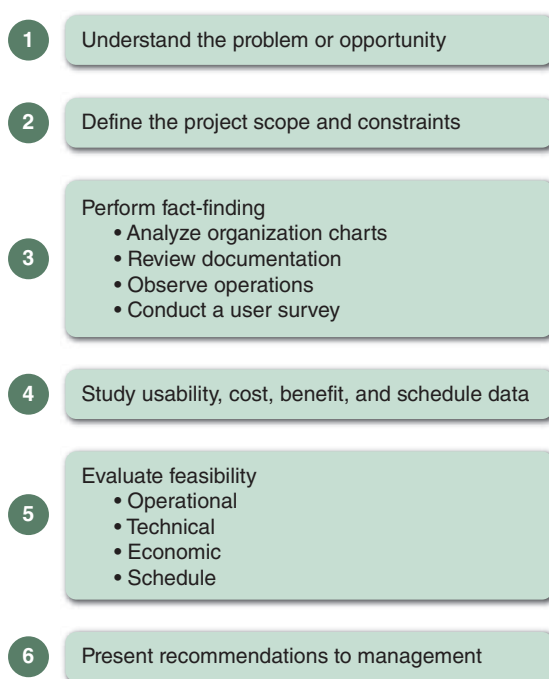 1 Understand the problem or opportunity
2 Define the project scope and constraints
Perform fact-finding
• Analyze organization charts
3 • Review documentation
• Observe operations
• Conduct a user survey
4 Study usability, cost, benefit, and schedule data
Evaluate feasibility
• Operational
5 • Technical
• Economic
• Schedule
6 Present recommendations to management